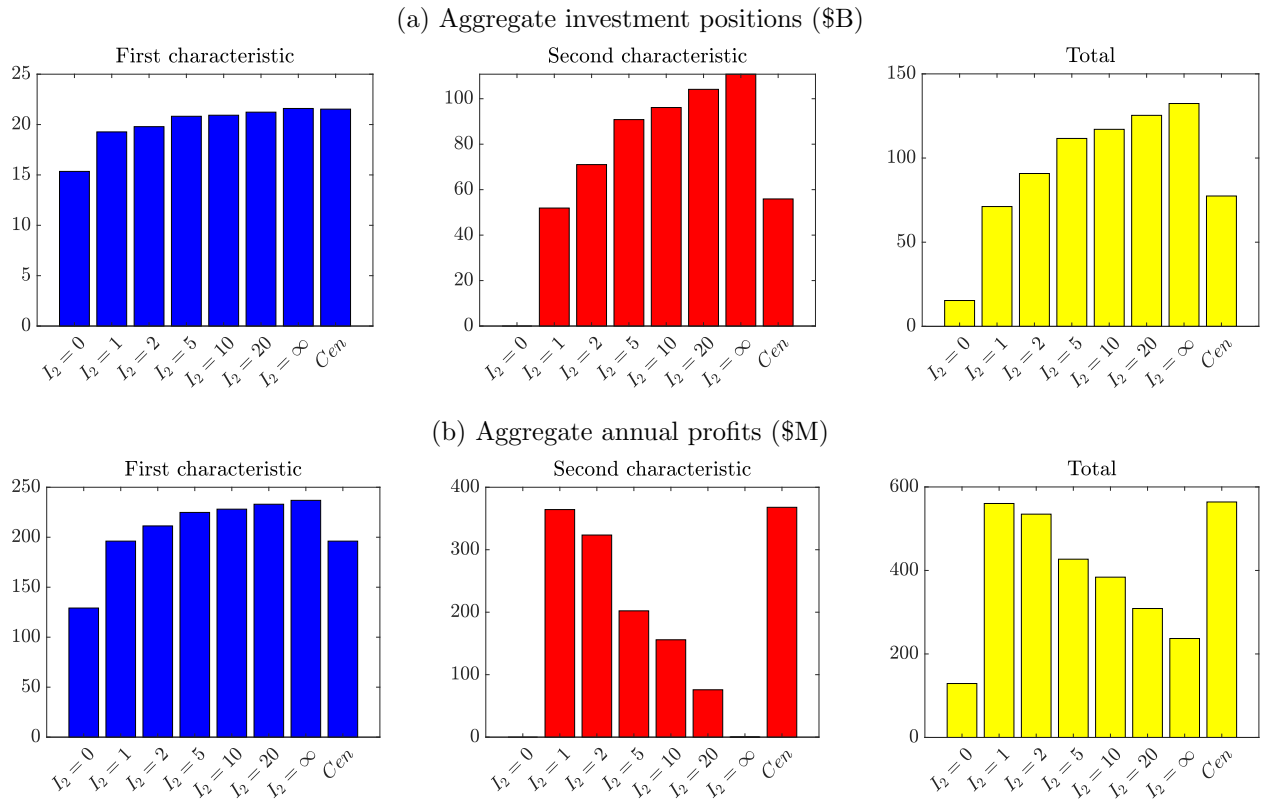 (a) Aggregate investment positions ($B)
First characteristic
25
20
15
10
5
0
I₂ = 0
I₂ = 1
I₂ = 2
I₂ = 5
I₂ = 10
I₂ = 20
I₂ = ∞
Cen
Second characteristic
100
80
60
40
20
0
I₂ = 0
I₂ = 1
I₂ = 2
I₂ = 5
I₂ = 10
I₂ = 20
I₂ = ∞
Cen
Total
150
100
50
0
I₂ = 0
I₂ = 1
I₂ = 2
I₂ = 5
I₂ = 10
I₂ = 20
I₂ = ∞
Cen
(b) Aggregate annual profits ($M)
First characteristic
250
200
150
100
50
0
I₂ = 0
I₂ = 1
I₂ = 2
I₂ = 5
I₂ = 10
I₂ = 20
I₂ = ∞
Cen
Second characteristic
400
300
200
100
0
I₂ = 0
I₂ = 1
I₂ = 2
I₂ = 5
I₂ = 10
I₂ = 20
I₂ = ∞
Cen
Total
600
400
200
0
I₂ = 0
I₂ = 1
I₂ = 2
I₂ = 5
I₂ = 10
I₂ = 20
I₂ = ∞
Cen